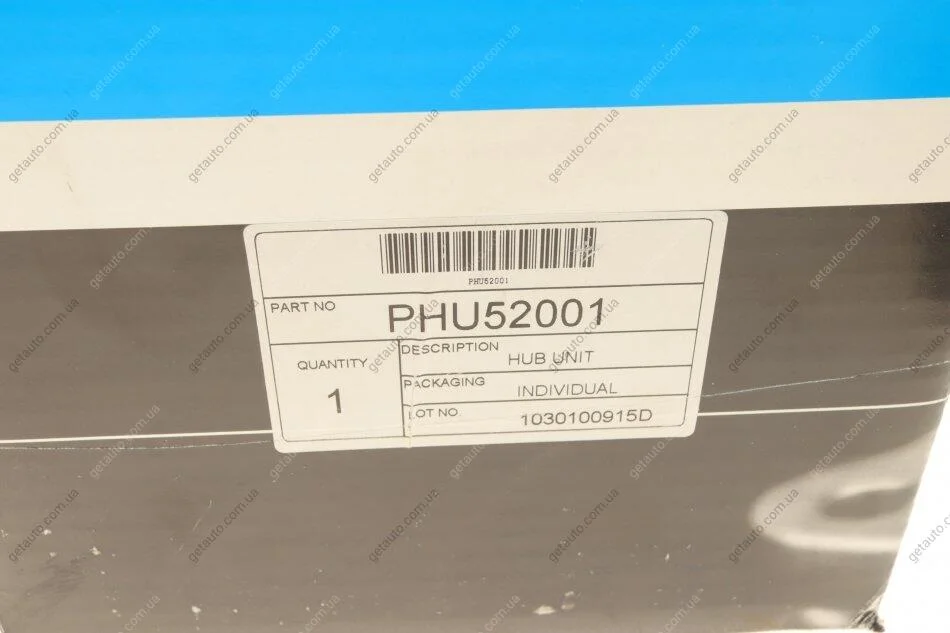 PHU52001
PART NO PHU52001
QUANTITY
1
DESCRIPTION HUB UNIT
PACKAGING INDIVIDUAL
LOT NO. 1030100915D
getauto.com.ua